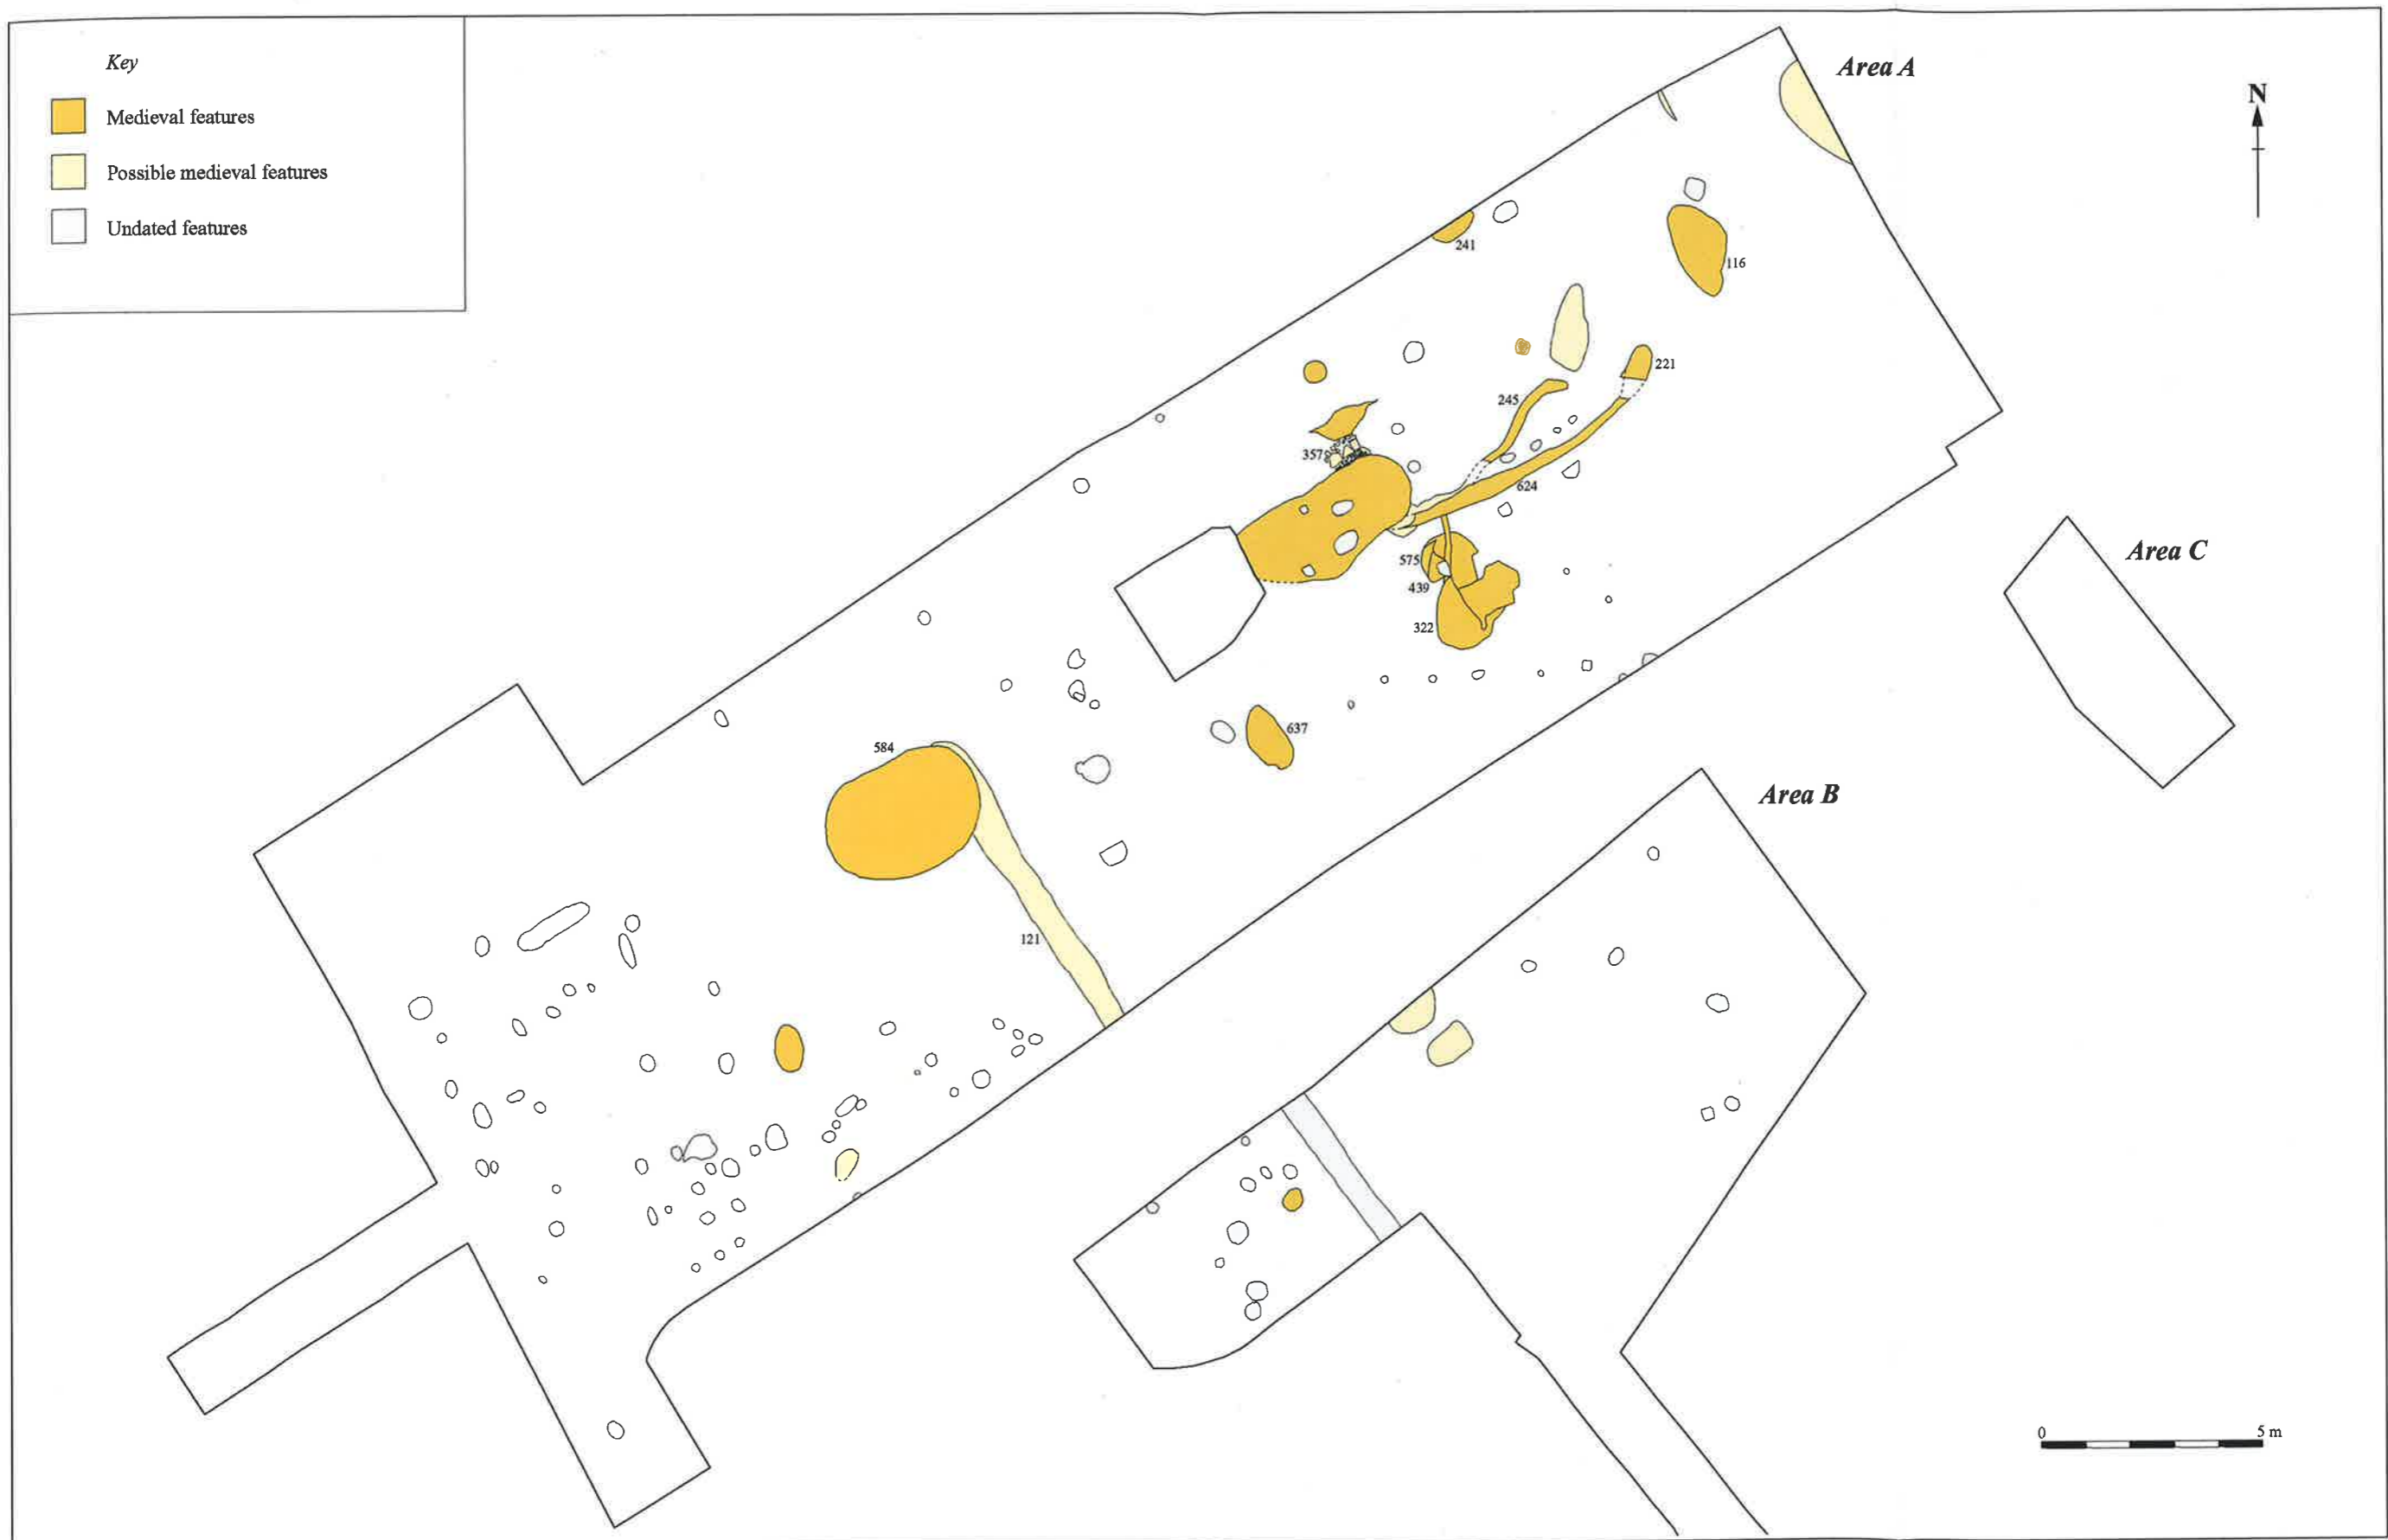 Key
Medieval features
Possible medieval features
Undated features
Area A
N
241
116
221
245
357
624
575
439
322
Area C
637
584
Area B
121
0 5 m